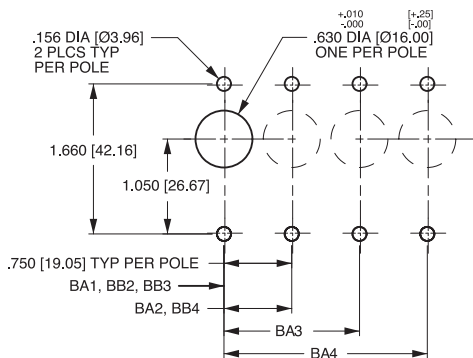 +.010 [+.25]
-.000 [-.00]
.156 DIA [Ø3.96]
2 PLCS TYP
PER POLE
.630 DIA [Ø16.00]
ONE PER POLE
1.660 [42.16]
1.050 [26.67]
.750 [19.05] TYP PER POLE
BA1, BB2, BB3
BA2, BB4
BA3
BA4